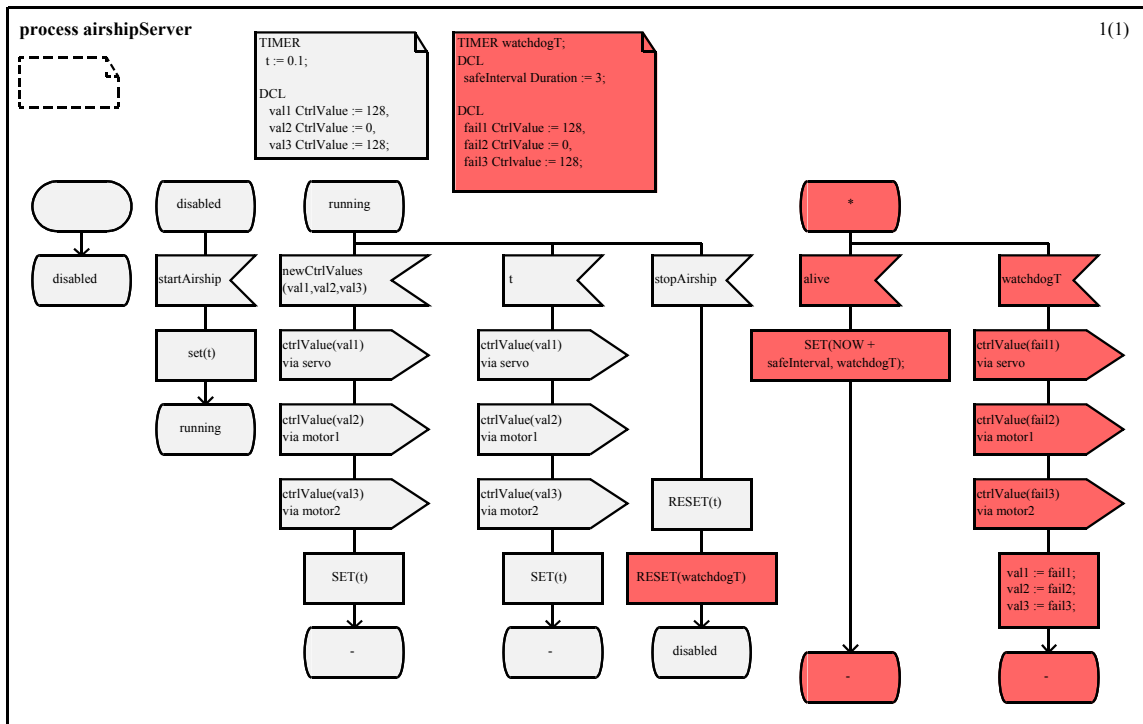 process airshipServer
1(1)
TIMER
t := 0.1;
DCL
val1 CtrlValue := 128,
val2 CtrlValue := 0,
val3 CtrlValue := 128;
TIMER watchdogT;
DCL
safeInterval Duration := 3;
DCL
fail1 CtrlValue := 128,
fail2 CtrlValue := 0,
fail3 Ctrlvalue := 128;
disabled
disabled
startAirship
set(t)
running
running
newCtrlValues
(val1,val2,val3)
ctrlValue(val1)
via servo
ctrlValue(val2)
via motor1
ctrlValue(val3)
via motor2
SET(t)
-
t
ctrlValue(val1)
via servo
ctrlValue(val2)
via motor1
ctrlValue(val3)
via motor2
SET(t)
-
stopAirship
RESET(t)
RESET(watchdogT)
disabled
*
alive
SET(NOW +
safeInterval, watchdogT);
-
watchdogT
ctrlValue(fail1)
via servo
ctrlValue(fail2)
via motor1
ctrlValue(fail3)
via motor2
val1 := fail1;
val2 := fail2;
val3 := fail3;
-